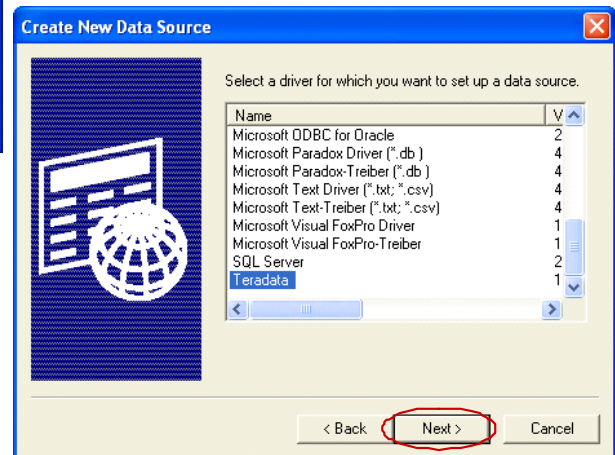 Create New Data Source
Select a driver for which you want to set up a data source.
Name V
Microsoft ODBC for Oracle 2
Microsoft Paradox Driver (*.db ) 4
Microsoft Paradox-Treiber (*.db ) 4
Microsoft Text Driver (*.txt; *.csv) 4
Microsoft Text-Treiber (*.txt; *.csv) 4
Microsoft Visual FoxPro Driver 1
Microsoft Visual FoxPro-Treiber 1
SQL Server 2
Teradata 1
< Back Next > Cancel